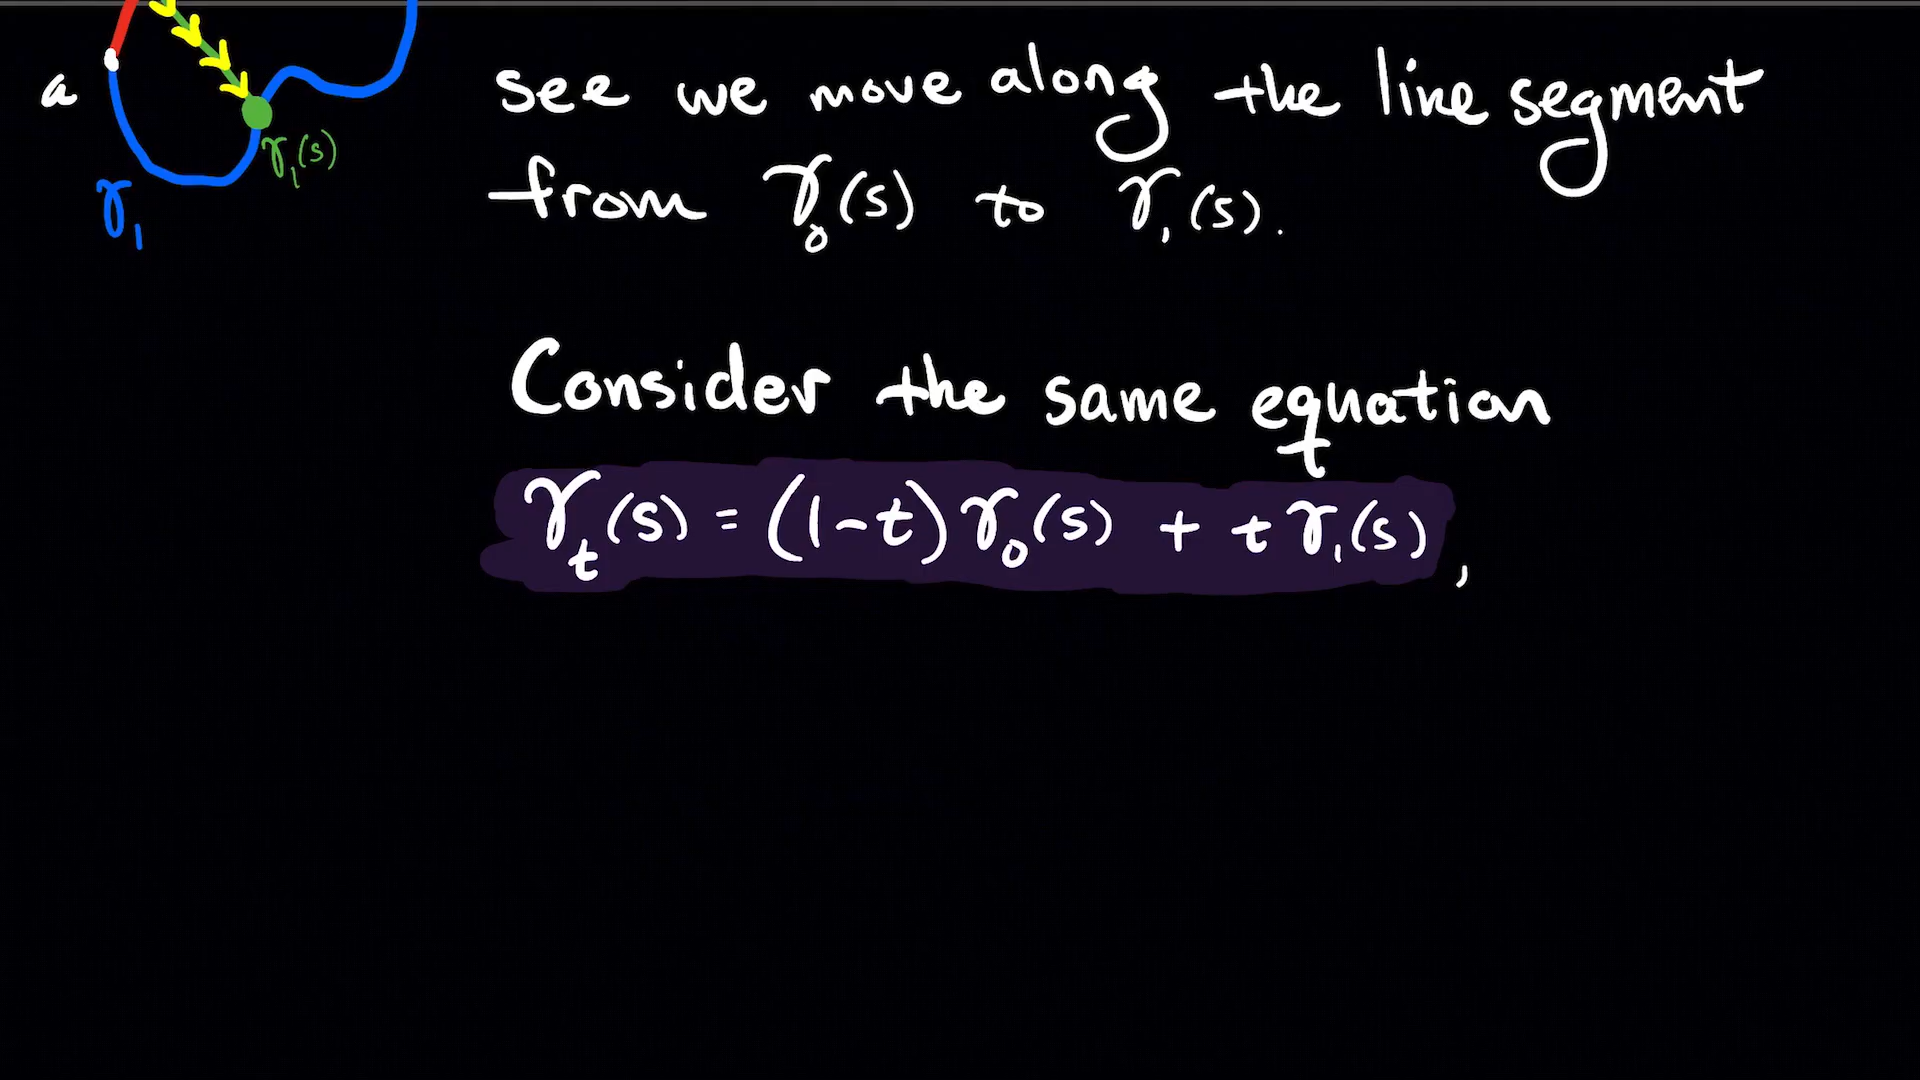 a
γ₁(s)
γ₁
see we move along the line segment
from γ₀(s) to γ₁(s).
Consider the same equation
γₜ(s) = (1-t)γ₀(s) + tγ₁(s),